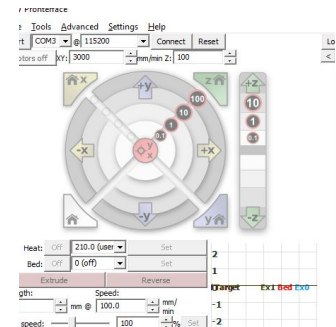 Pronterface
Tools Advanced Settings Help
rt COM3 @ 115200 Connect Reset Lo
otors off XY: 3000 mm/min Z: 100 <
X +y z +z
100
10 10
1 1
0.1 0.1
-x x y +x
-y y -z
Heat: Off 210.0 (user Set
Bed: Off 0 (off) Set
Extrude Reverse
gth: Speed:
mm @ 100.0 mm/
min
speed: 100 % Set
2
1
Target Ex1 Bed Ex0
-1
-2